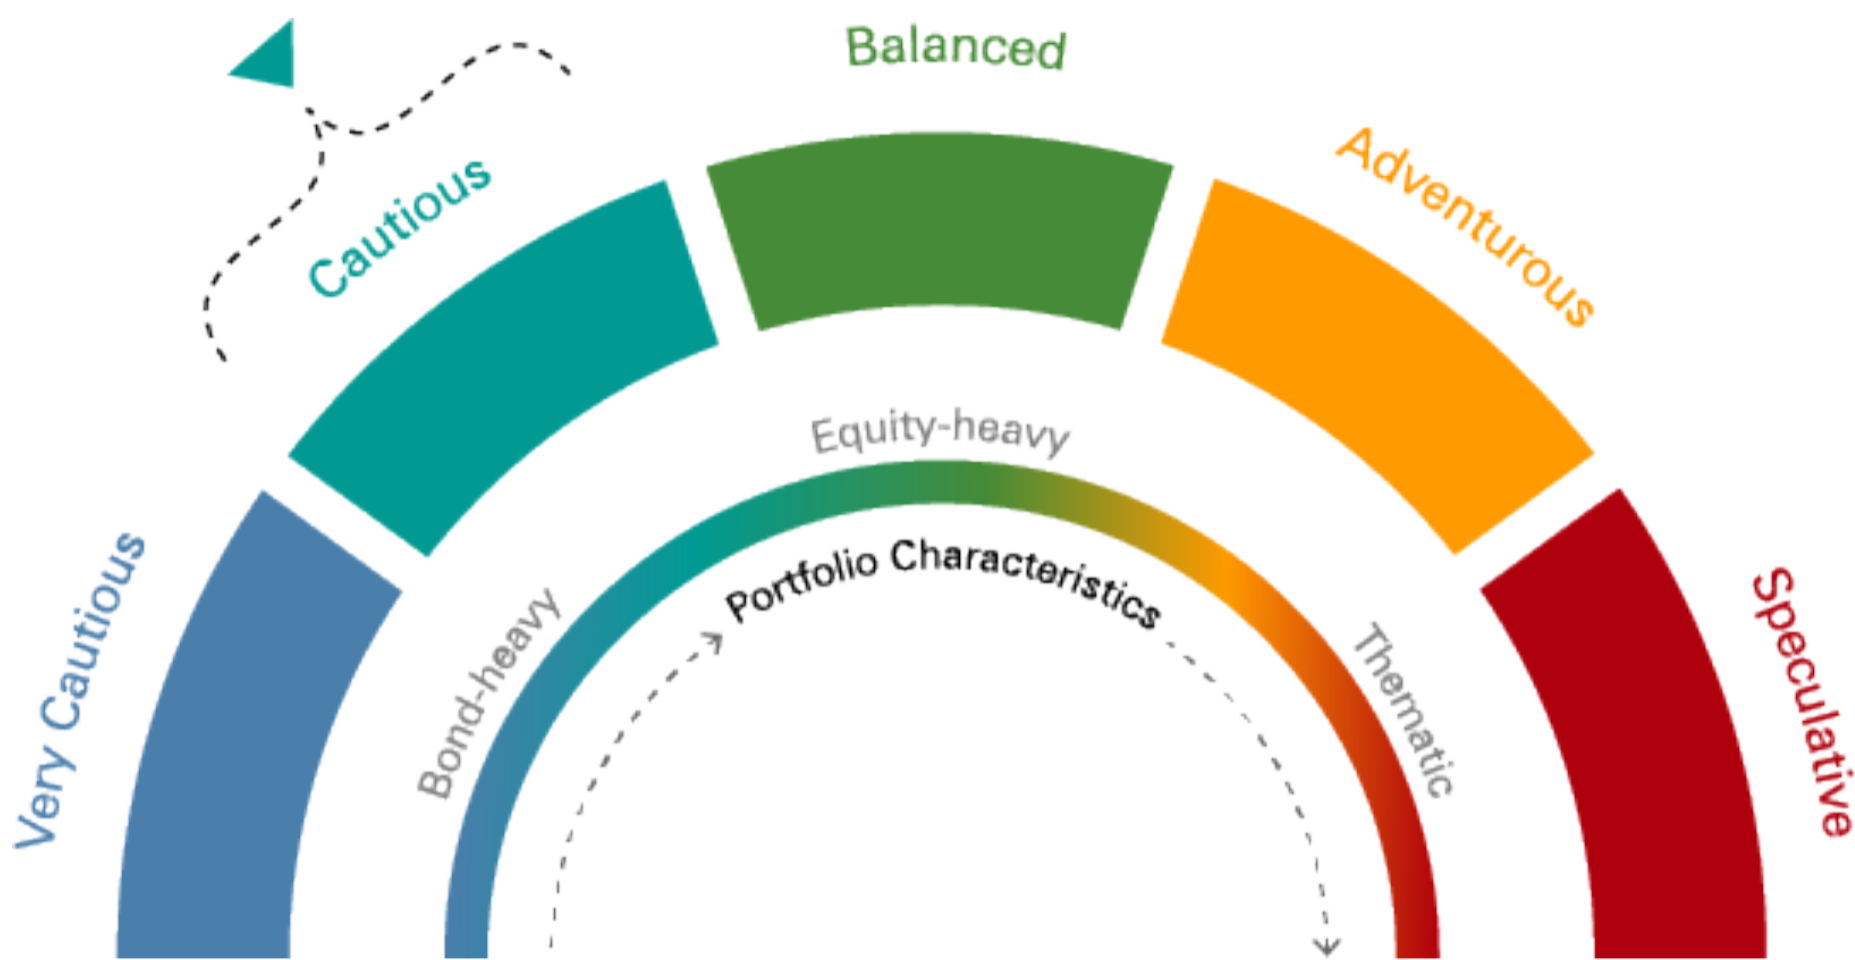 Balanced
Cautious
Adventurous
Very Cautious
Speculative
Equity-heavy
Bond-heavy
Thematic
Portfolio Characteristics